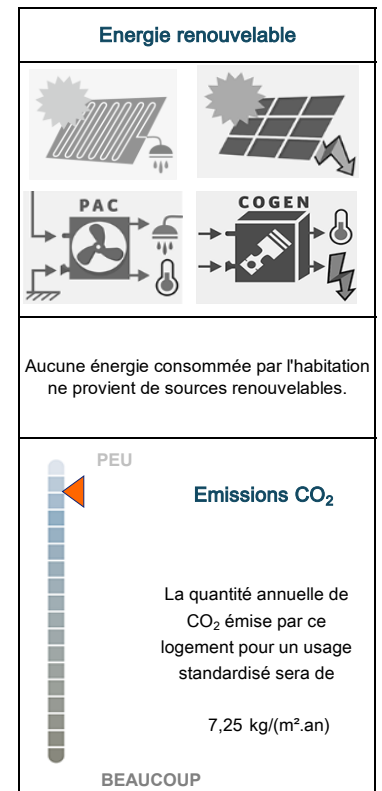 Energie renouvelable
PAC
COGEN
Aucune énergie consommée par l'habitation
ne provient de sources renouvelables.
PEU
Emissions CO₂
La quantité annuelle de
CO₂ émise par ce
logement pour un usage
standardisé sera de
7,25 kg/(m².an)
BEAUCOUP